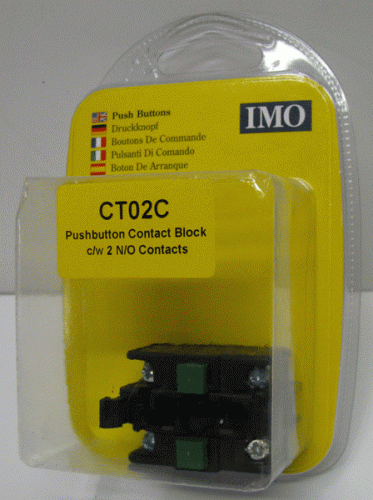 IMO
Push Buttons
Druckknopf
Boutons De Commande
Pulsanti Di Comando
Boton De Arranque
CT02C
Pushbutton Contact Block
c/w 2 N/O Contacts